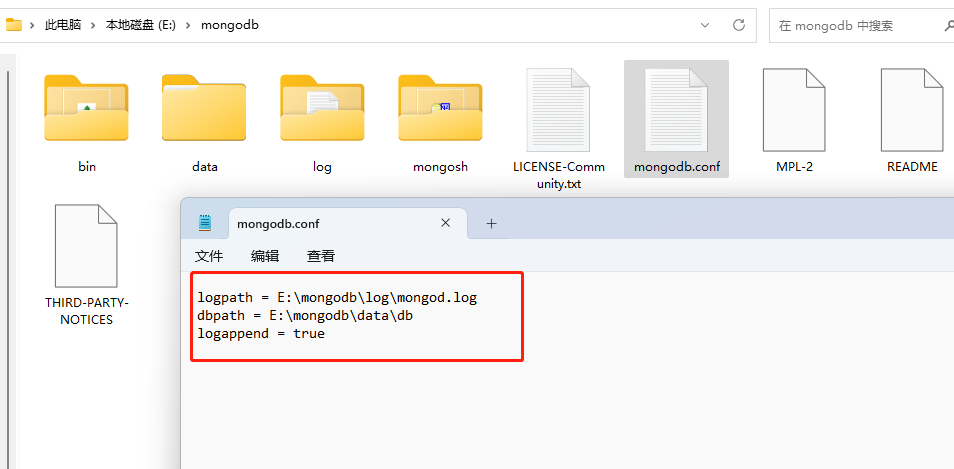 此电脑 > 本地磁盘 (E:) > mongodb
在 mongodb 中搜索
bin
data
log
mongosh
LICENSE-Comm
unity.txt
mongodb.conf
MPL-2
README
THIRD-PARTY-
NOTICES
mongodb.conf
文件 编辑 查看
logpath = E:\mongodb\log\mongod.log
dbpath = E:\mongodb\data\db
logappend = true